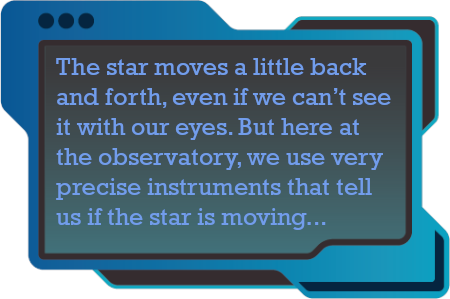 The star moves a little back
and forth, even if we can’t see
it with our eyes. But here at
the observatory, we use very
precise instruments that tell
us if the star is moving...